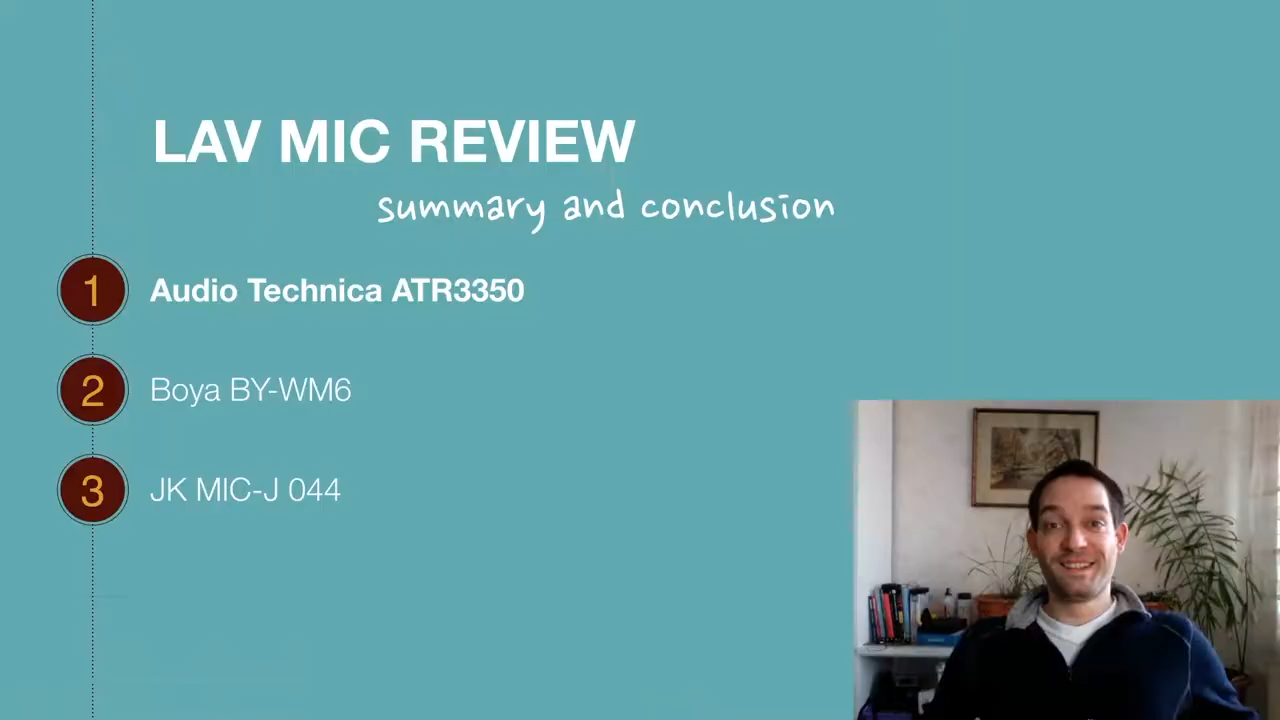 LAV MIC REVIEW
summary and conclusion
1 Audio Technica ATR3350
2 Boya BY-WM6
3 JK MIC-J 044